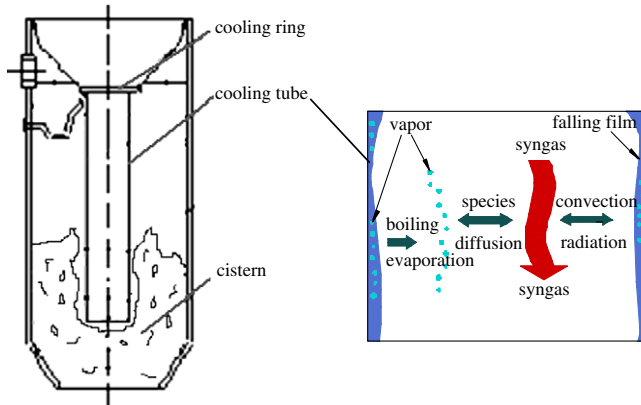 cooling ring
cooling tube
cistern
vapor
falling film
syngas
boiling
evaporation
species
diffusion
convection
radiation
syngas